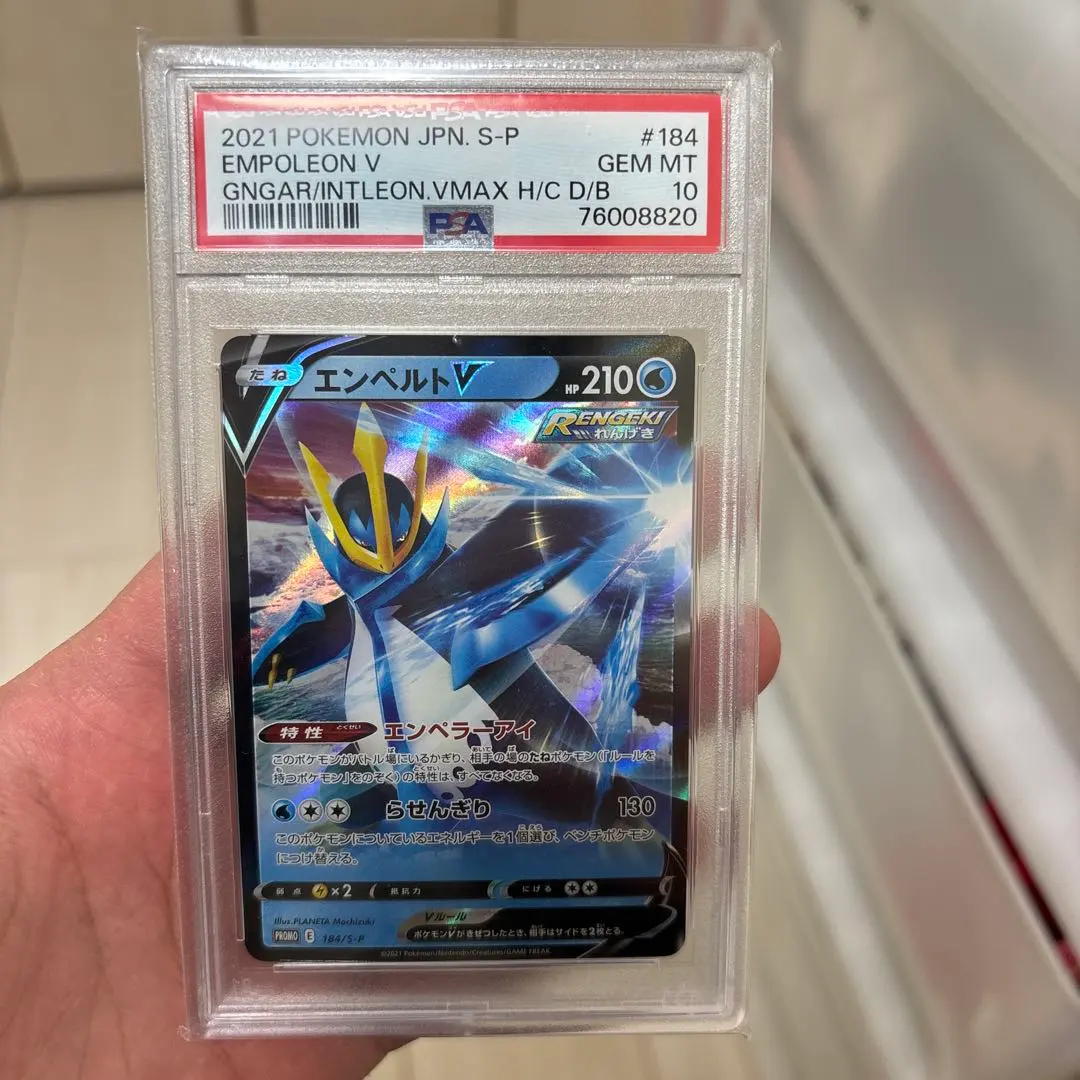 2021 POKEMON JPN. S-P #184
EMPOLEON V GEM MT
GNGAR/INTLEON.VMAX H/C D/B 10
PSA 76008820
たね エンペルトV HP 210
RENGEKI
れんげき
特性 とくせい エンペラーアイ
このポケモンがバトル場にいるかぎり、相手の場のたねポケモン(「ルールを
持つポケモン」をのぞく)の特性は、すべてなくなる。
らせんぎり 130
このポケモンについているエネルギーを1個選び、ベンチポケモン
につけ替える。
弱点 ×2 抵抗力 にげる
Illus. PLANETA Mochizuki
Vルール
ポケモンVがきぜつしたとき、相手はサイドを2枚とる。
PROMO E 184/S-P
©2021 Pokémon/Nintendo/Creatures/GAME FREAK